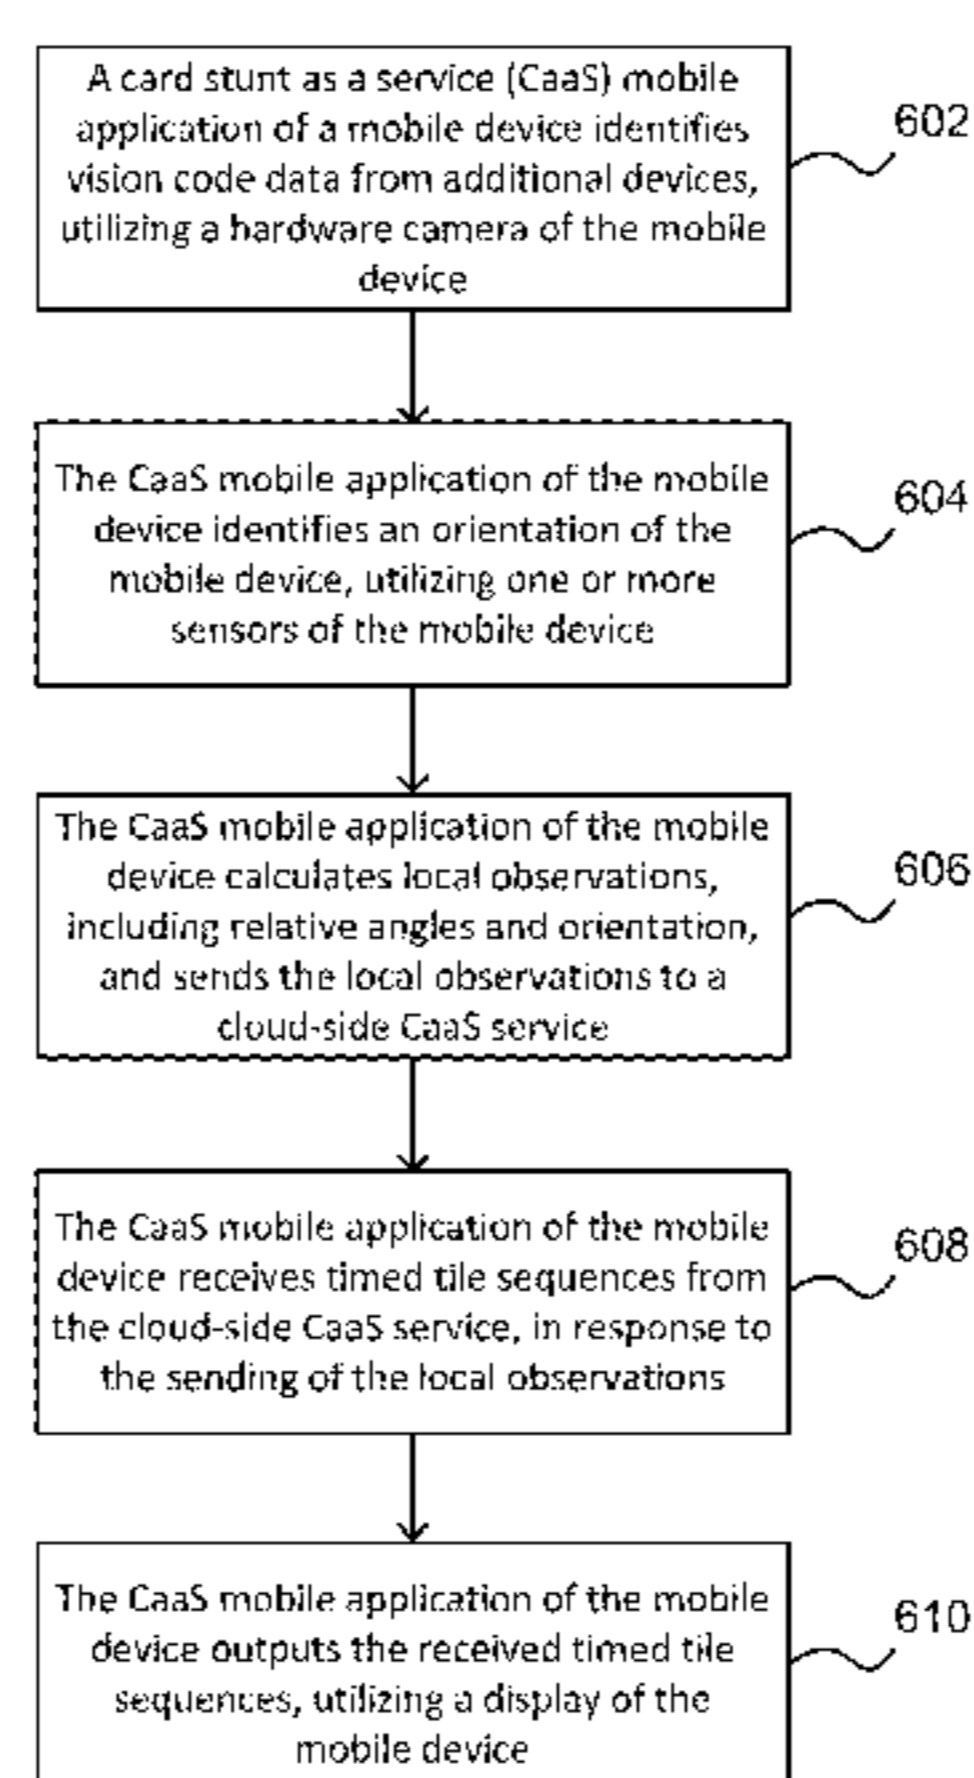 A card stunt as a service (CaaS) mobile
application of a mobile device identifies
vision code data from additional devices,
utilizing a hardware camera of the mobile
device
602
The CaaS mobile application of the mobile
device identifies an orientation of the
mobile device, utilizing one or more
sensors of the mobile device
604
The CaaS mobile application of the mobile
device calculates local observations,
including relative angles and orientation,
and sends the local observations to a
cloud-side CaaS service
606
The CaaS mobile application of the mobile
device receives timed tile sequences from
the cloud-side CaaS service, in response to
the sending of the local observations
608
The CaaS mobile application of the mobile
device outputs the received timed tile
sequences, utilizing a display of the
mobile device
610